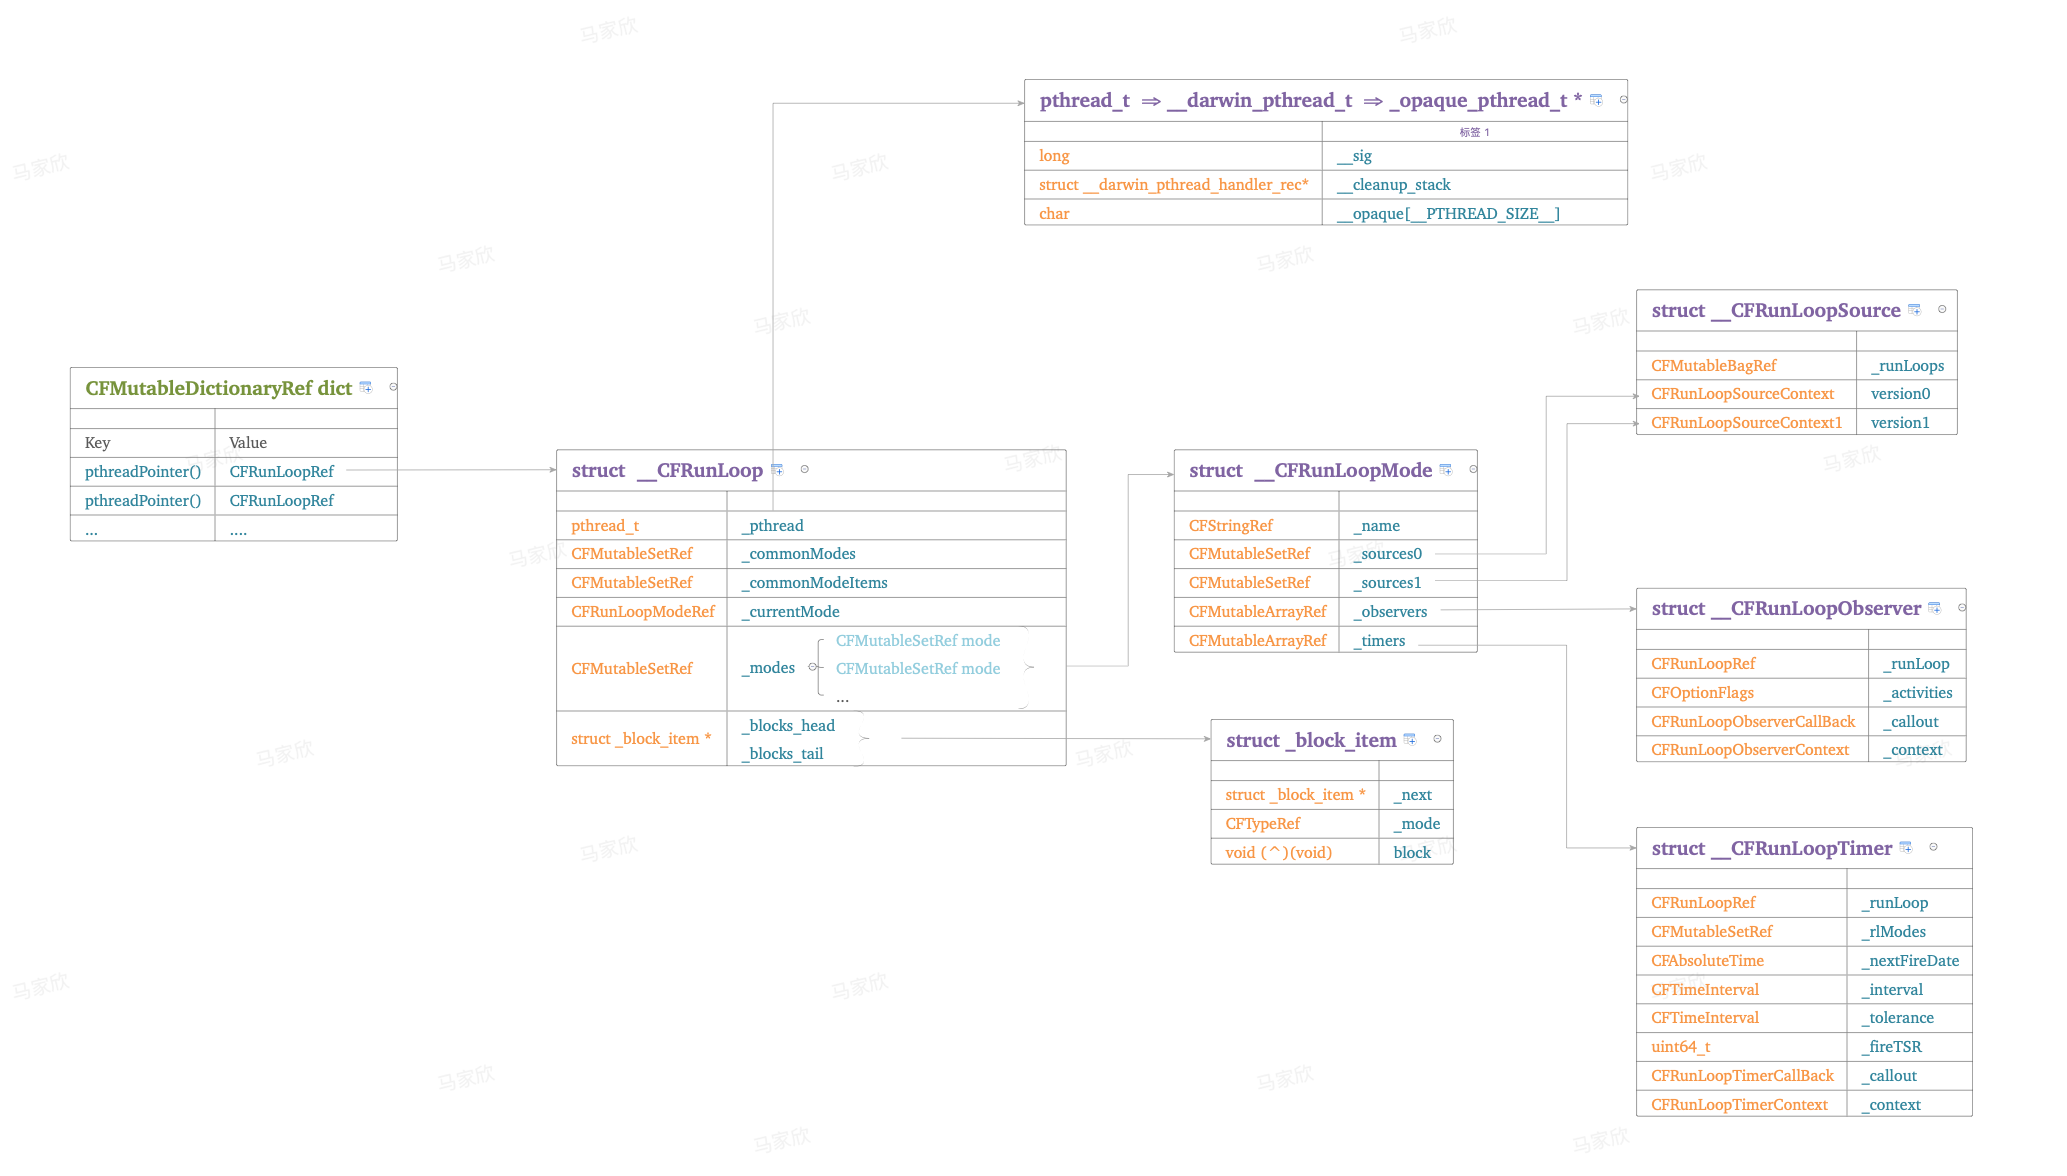 pthread_t ⇒ __darwin_pthread_t ⇒ _opaque_pthread_t *
标签 1
long __sig
struct __darwin_pthread_handler_rec* __cleanup_stack
char __opaque[__PTHREAD_SIZE__]
CFMutableDictionaryRef dict
Key Value
pthreadPointer() CFRunLoopRef
pthreadPointer() CFRunLoopRef
... ....
struct __CFRunLoop
pthread_t _pthread
CFMutableSetRef _commonModes
CFMutableSetRef _commonModeItems
CFRunLoopModeRef _currentMode
CFMutableSetRef _modes
CFMutableSetRef mode
CFMutableSetRef mode
...
struct _block_item *
_blocks_head
_blocks_tail
struct __CFRunLoopMode
CFStringRef _name
CFMutableSetRef _sources0
CFMutableSetRef _sources1
CFMutableArrayRef _observers
CFMutableArrayRef _timers
struct _block_item
struct _block_item * _next
CFTypeRef _mode
void (^)(void) block
struct __CFRunLoopSource
CFMutableBagRef _runLoops
CFRunLoopSourceContext version0
CFRunLoopSourceContext1 version1
struct __CFRunLoopObserver
CFRunLoopRef _runLoop
CFOptionFlags _activities
CFRunLoopObserverCallBack _callout
CFRunLoopObserverContext _context
struct __CFRunLoopTimer
CFRunLoopRef _runLoop
CFMutableSetRef _rlModes
CFAbsoluteTime _nextFireDate
CFTimeInterval _interval
CFTimeInterval _tolerance
uint64_t _fireTSR
CFRunLoopTimerCallBack _callout
CFRunLoopTimerContext _context
马家欣